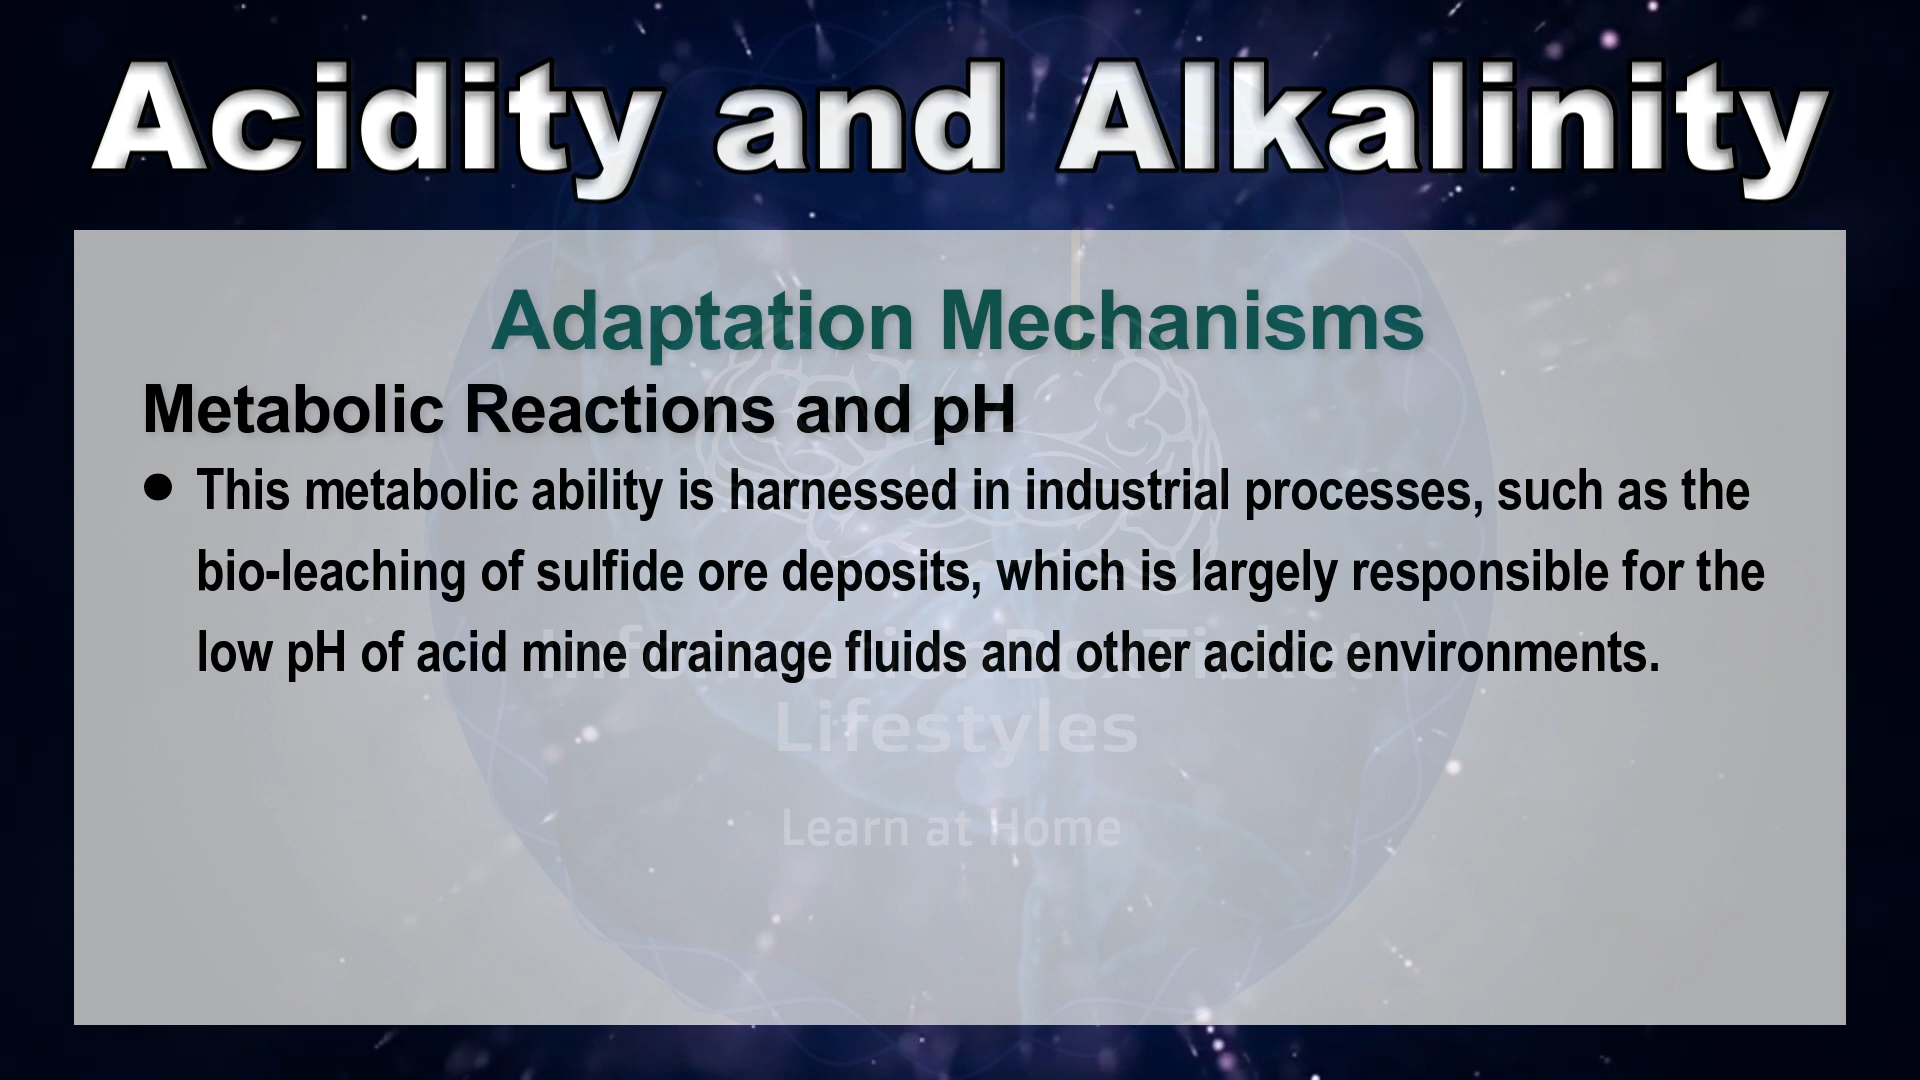 Acidity and Alkalinity
Adaptation Mechanisms
Metabolic Reactions and pH
● This metabolic ability is harnessed in industrial processes, such as the
bio-leaching of sulfide ore deposits, which is largely responsible for the
low pH of acid mine drainage fluids and other acidic environments.
Lifestyles
Learn at Home